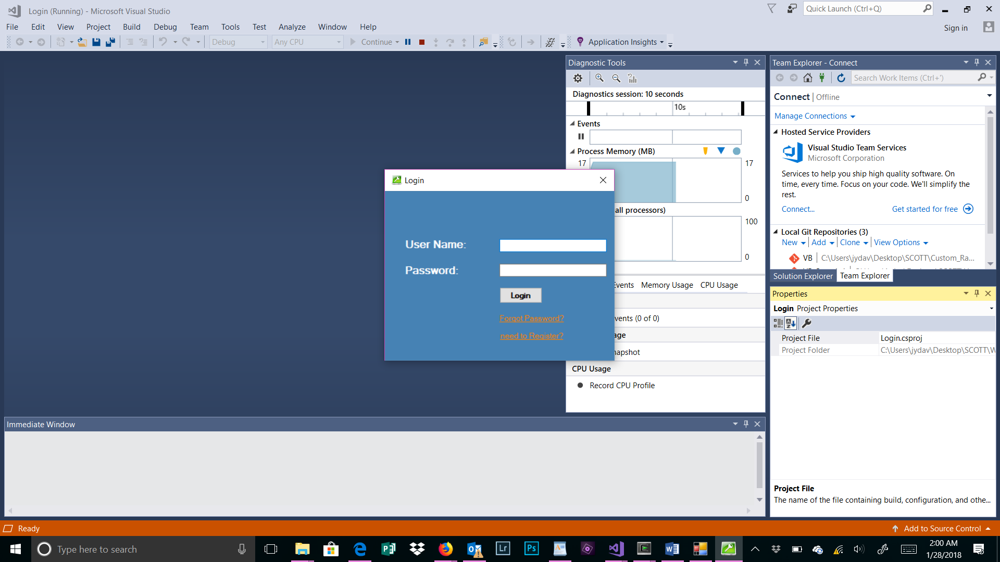 Login (Running) - Microsoft Visual Studio
Quick Launch (Ctrl+Q)
File Edit View Project Build Debug Team Tools Test Analyze Window Help
Sign in
Debug Any CPU Continue Application Insights
Diagnostic Tools
Diagnostics session: 10 seconds
10s
Events
Process Memory (MB)
17 17
0
all processors)
100
0
Events Memory Usage CPU Usage
Events (0 of 0)
CPU Usage
Record CPU Profile
Login
User Name:
Password:
Login
Forgot Password?
need to Register?
Team Explorer - Connect
Search Work Items (Ctrl+')
Connect | Offline
Manage Connections
Hosted Service Providers
Visual Studio Team Services
Microsoft Corporation
Services to help you ship high quality software. On
time, every time. Focus on your code. We'll simplify the
rest.
Connect... Get started for free
Local Git Repositories (3)
New Add Clone View Options
VB C:\Users\jydav\Desktop\SCOTT\Custom_Ra...
Solution Explorer Team Explorer
Properties
Login Project Properties
Project File Login.csproj
Project Folder C:\Users\jydav\Desktop\SCOTT\W
Project File
The name of the file containing build, configuration, and othe...
Immediate Window
Ready
Add to Source Control
Type here to search
Lr
Ps
2:00 AM
1/28/2018